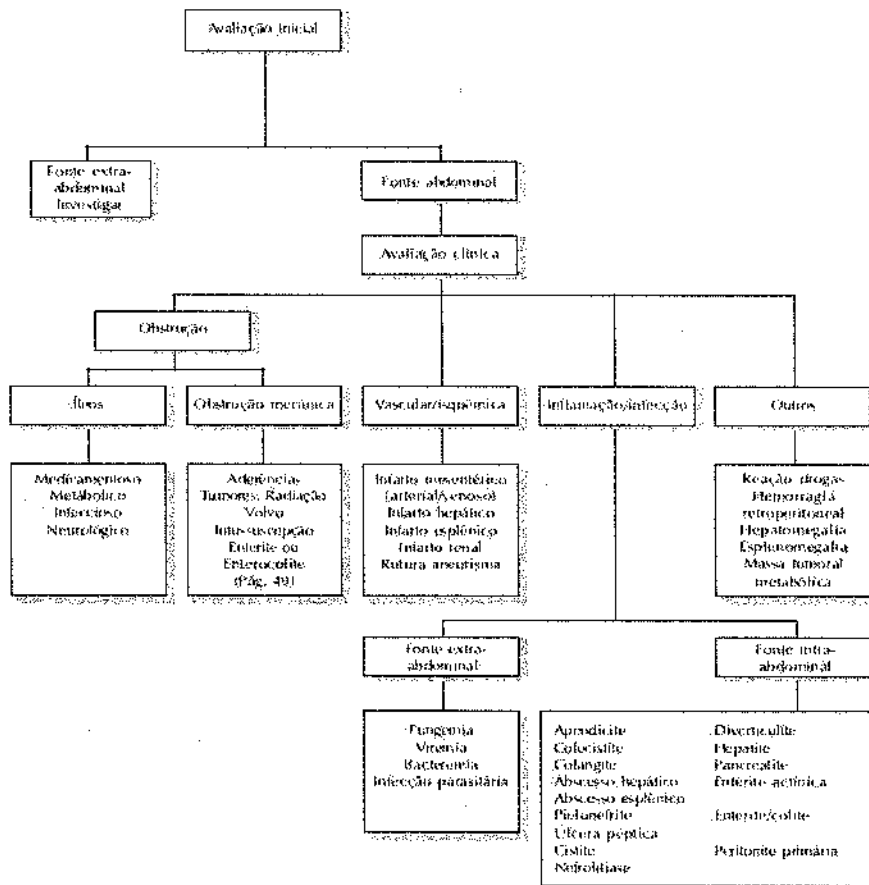 Avaliação inicial
Fonte extra-
abdominal
Investigar
Fonte abdominal
Avaliação clínica
Obstrução
Íleos
Obstrução mecânica
Vascular/isquêmica
Inflamação/infecção
Outros
Medicamentoso
Metabólico
Infeccioso
Neurológico
Aderências
Tumores: Radiação
Volvo
Intussuscepção
Enterite ou
Enterocolite
(Pág. 49)
Infarto mesentérico
(arterial/venoso)
Infarto hepático
Infarto esplênico
Infarto renal
Rutura aneurisma
Reação drogas
Hemorragia
retroperitoneal
Hepatomegalia
Esplenomegalia
Massa tumoral
metabólica
Fonte extra-
abdominal
Fonte intra-
abdominal
Fungemia
Viremia
Bacteremia
Infecção parasitária
Apendicite
Colecistite
Colangite
Abscesso hepático
Abscesso esplênico
Pielonefrite
Úlcera péptica
Cistite
Nefrolitíase
Diverticulite
Hepatite
Pancreatite
Enterite actínica
Enterite/colite
Peritonite primária